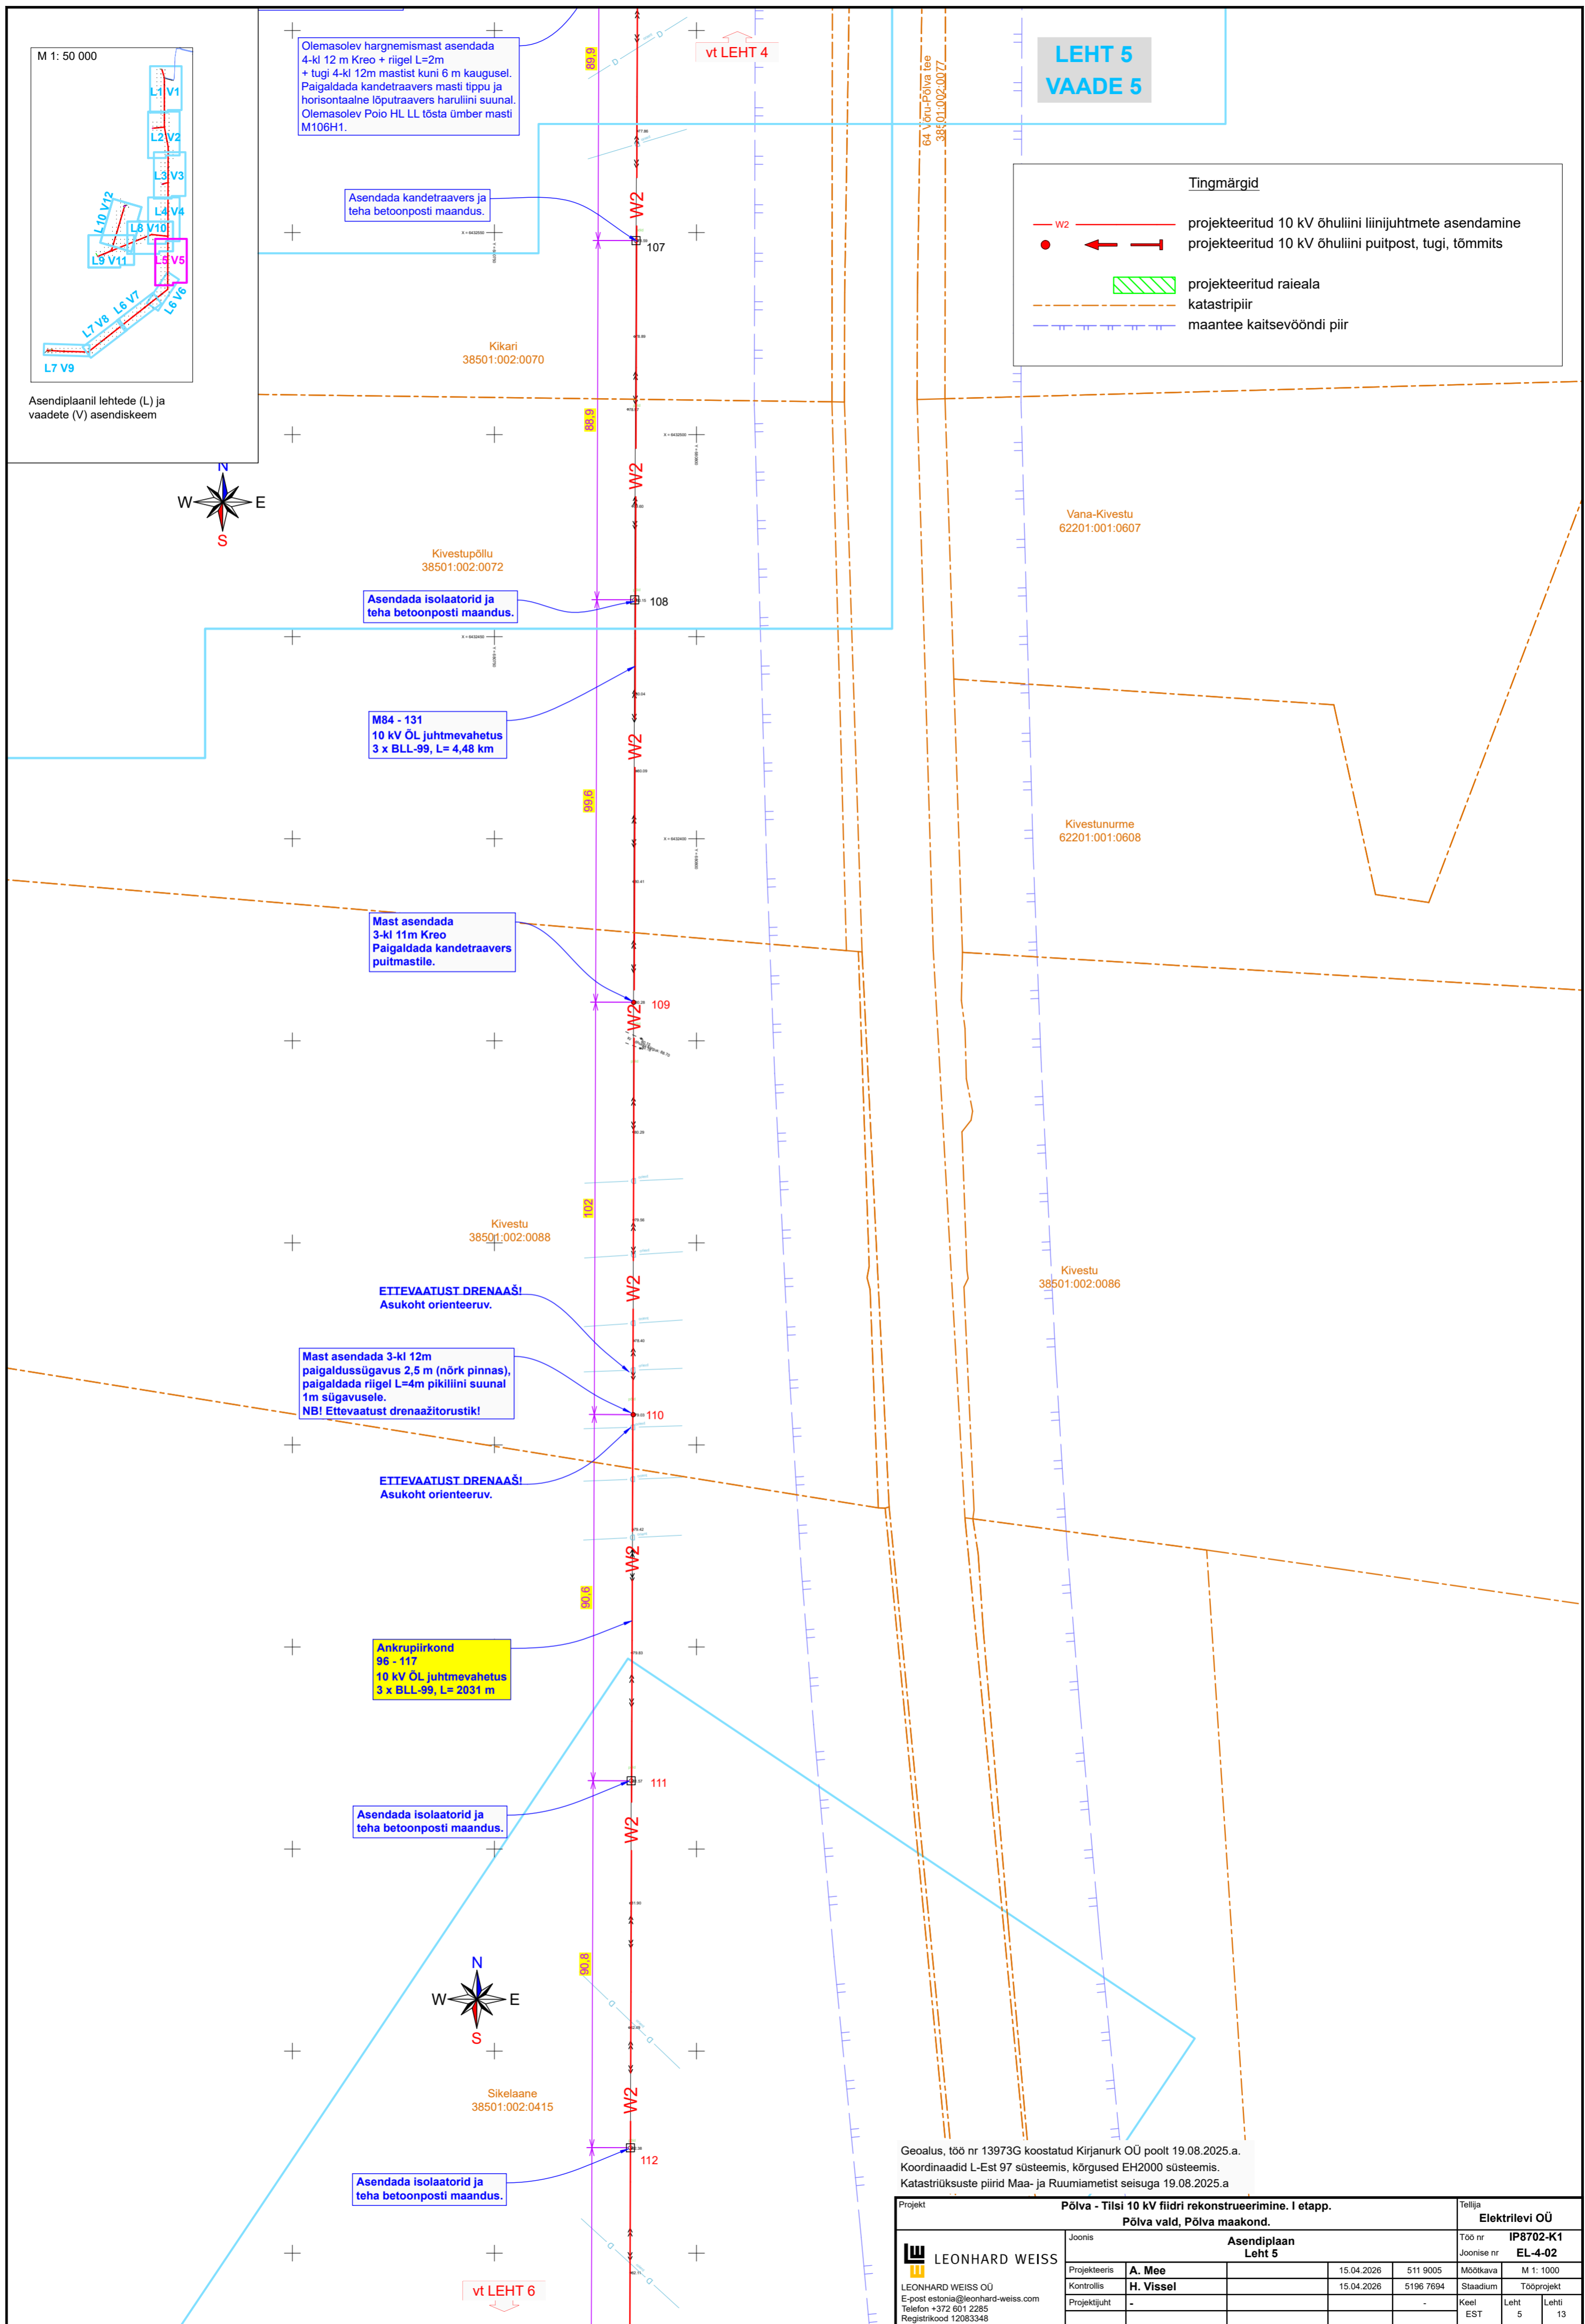 M 1: 50 000
L1 V1
L2 V2
L3 V3
L4 V4
L10 V12
L8 V10
L9 V11
L5 V5
L6 V6
L6 V7
L7 V8
L7 V9
Asendiplaanil lehtede (L) ja
vaadete (V) asendiskeem
N
W
E
S
Olemasolev hargnemismast asendada
4-kl 12 m Kreo + riigel L=2m
+ tugi 4-kl 12m mastist kuni 6 m kaugusel.
Paigaldada kandetraavers masti tippu ja
horisontaalne lõputraavers haruliini suunal.
Olemasolev Poio HL LL tõsta ümber masti
M106H1.
89,9
vt LEHT 4
64 Võru-Põlva tee
38501:002:0077
LEHT 5
VAADE 5
Tingmärgid
W2
projekteeritud 10 kV õhuliini liinijuhtmete asendamine
projekteeritud 10 kV õhuliini puitpost, tugi, tõmmits
projekteeritud raieala
katastripiir
maantee kaitsevööndi piir
Asendada kandetraavers ja
teha betoonposti maandus.
W2
107
Kikari
38501:002:0070
88,9
W2
Vana-Kivestu
62201:001:0607
Kivestupõllu
38501:002:0072
Asendada isolaatorid ja
teha betoonposti maandus.
108
M84 - 131
10 kV ÕL juhtmevahetus
3 x BLL-99, L= 4,48 km
W2
99,6
Kivestunurme
62201:001:0608
Mast asendada
3-kl 11m Kreo
Paigaldada kandetraavers
puitmastile.
109
W2
102
Kivestu
38501:002:0088
Kivestu
38501:002:0086
W2
ETTEVAATUST DRENAAŠ!
Asukoht orienteeruv.
Mast asendada 3-kl 12m
paigaldussügavus 2,5 m (nõrk pinnas),
paigaldada riigel L=4m pikiliini suunal
1m sügavusele.
NB! Ettevaatust drenaažitorustik!
110
ETTEVAATUST DRENAAŠ!
Asukoht orienteeruv.
W2
90,6
Ankrupiirkond
96 - 117
10 kV ÕL juhtmevahetus
3 x BLL-99, L= 2031 m
111
Asendada isolaatorid ja
teha betoonposti maandus.
W2
90,8
N
W
E
S
Sikelaane
38501:002:0415
W2
112
Asendada isolaatorid ja
teha betoonposti maandus.
vt LEHT 6
Geoalus, töö nr 13973G koostatud Kirjanurk OÜ poolt 19.08.2025.a.
Koordinaadid L-Est 97 süsteemis, kõrgused EH2000 süsteemis.
Katastriüksuste piirid Maa- ja Ruumiametist seisuga 19.08.2025.a
Projekt
Põlva - Tilsi 10 kV fiidri rekonstrueerimine. I etapp.
Põlva vald, Põlva maakond.
Tellija
Elektrilevi OÜ
LEONHARD WEISS
LEONHARD WEISS OÜ
E-post estonia@leonhard-weiss.com
Telefon +372 601 2285
Registrikood 12083348
Joonis
Asendiplaan
Leht 5
Töö nr IP8702-K1
Joonise nr EL-4-02
Projekteeris A. Mee 15.04.2026 511 9005 Mõõtkava M 1: 1000
Kontrollis H. Vissel 15.04.2026 5196 7694 Staadium Tööprojekt
Projektijuht - - Keel Leht Lehti
EST 5 13